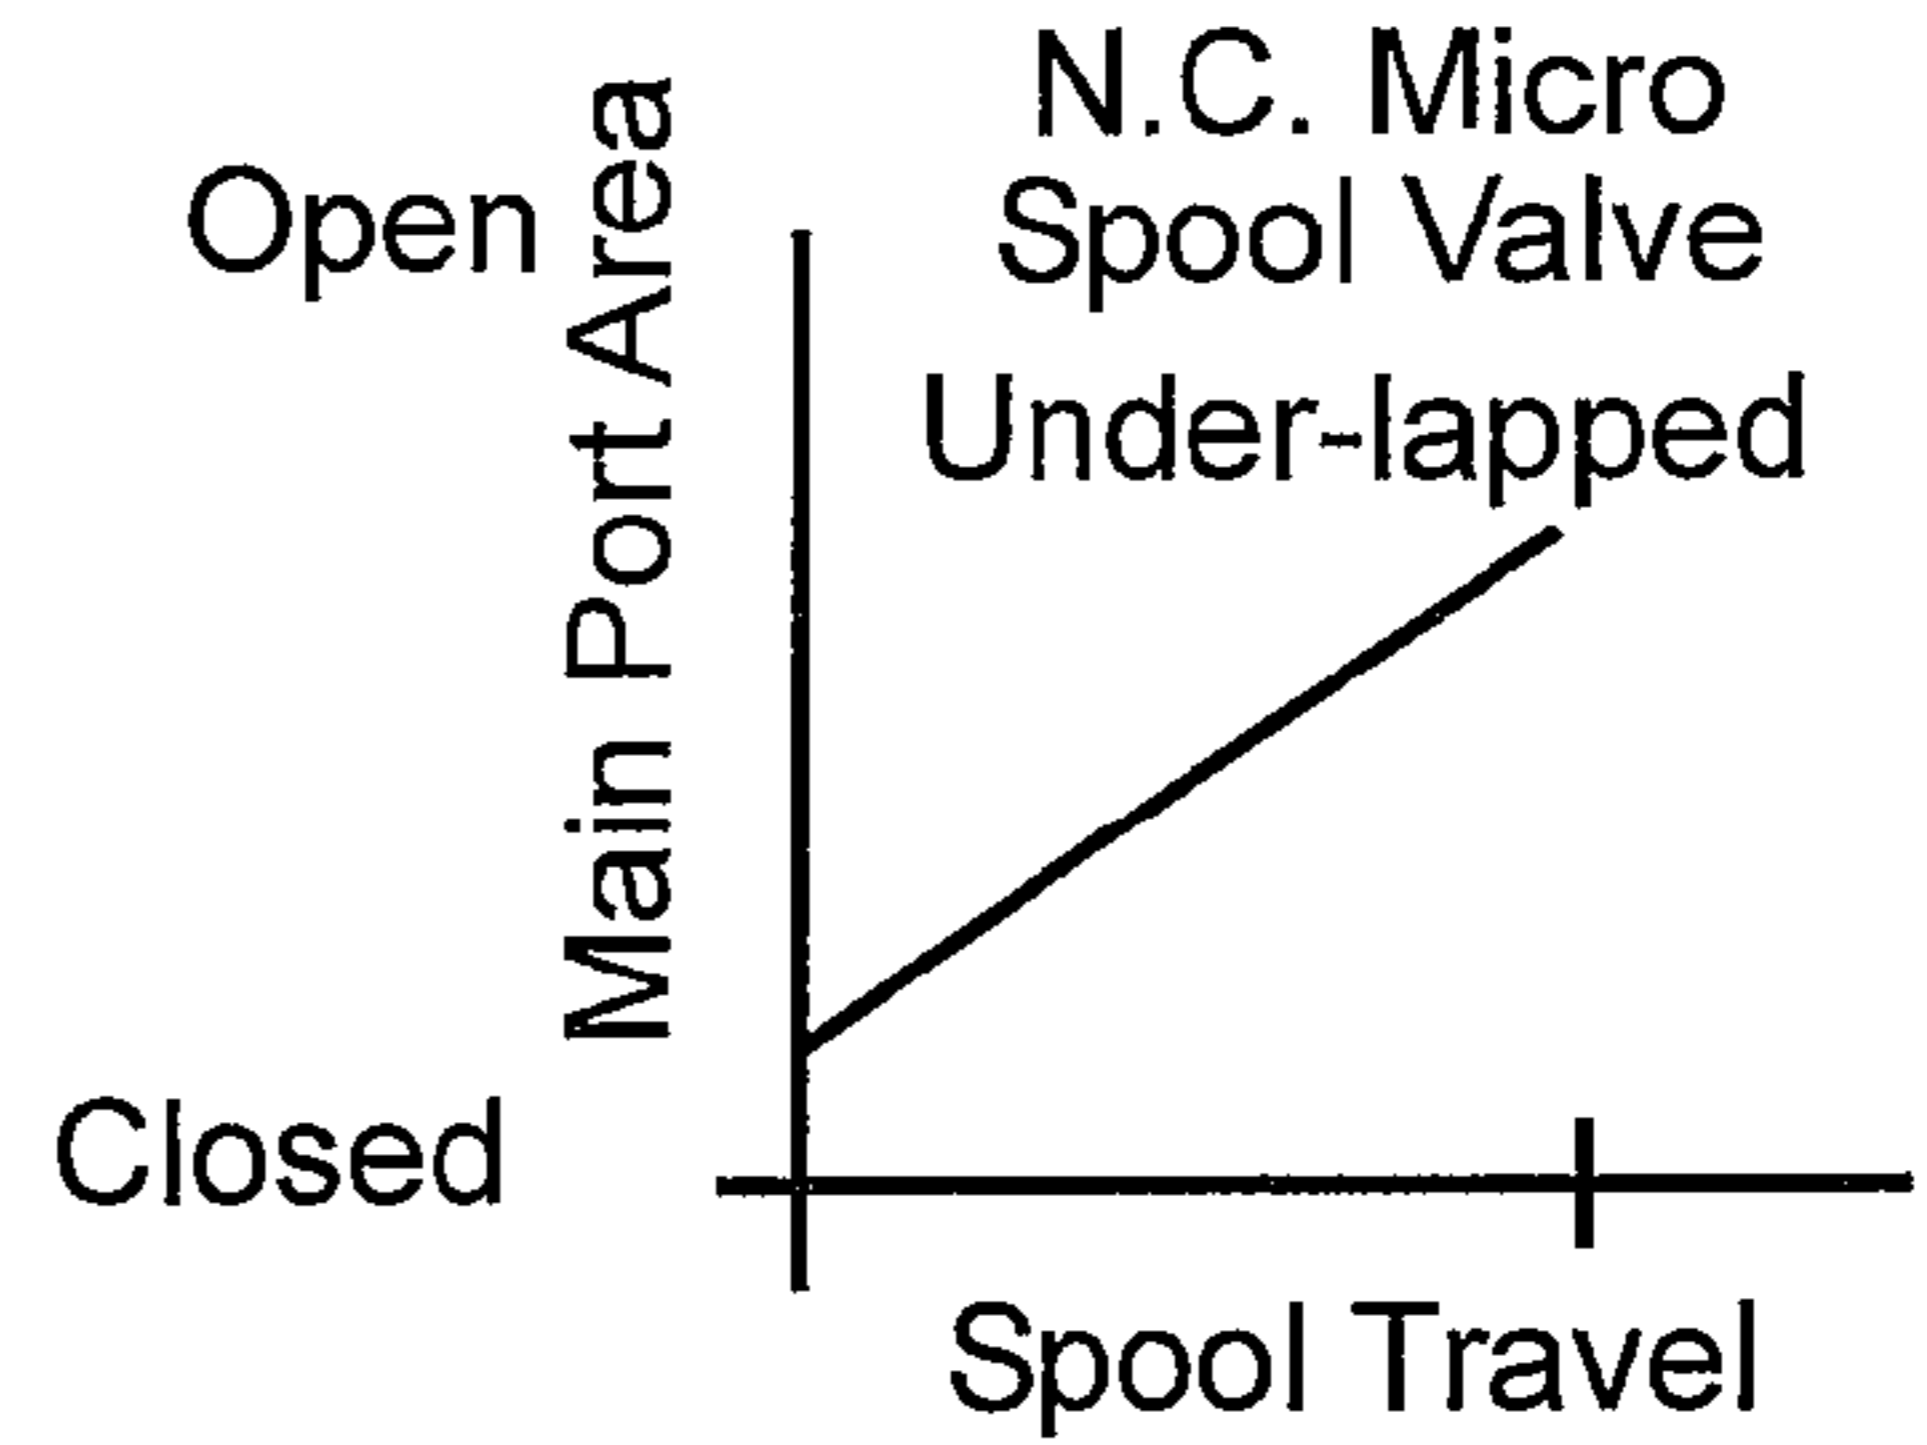 N.C. Micro
Spool Valve
Under-lapped
Open
Main Port Area
Closed
Spool Travel